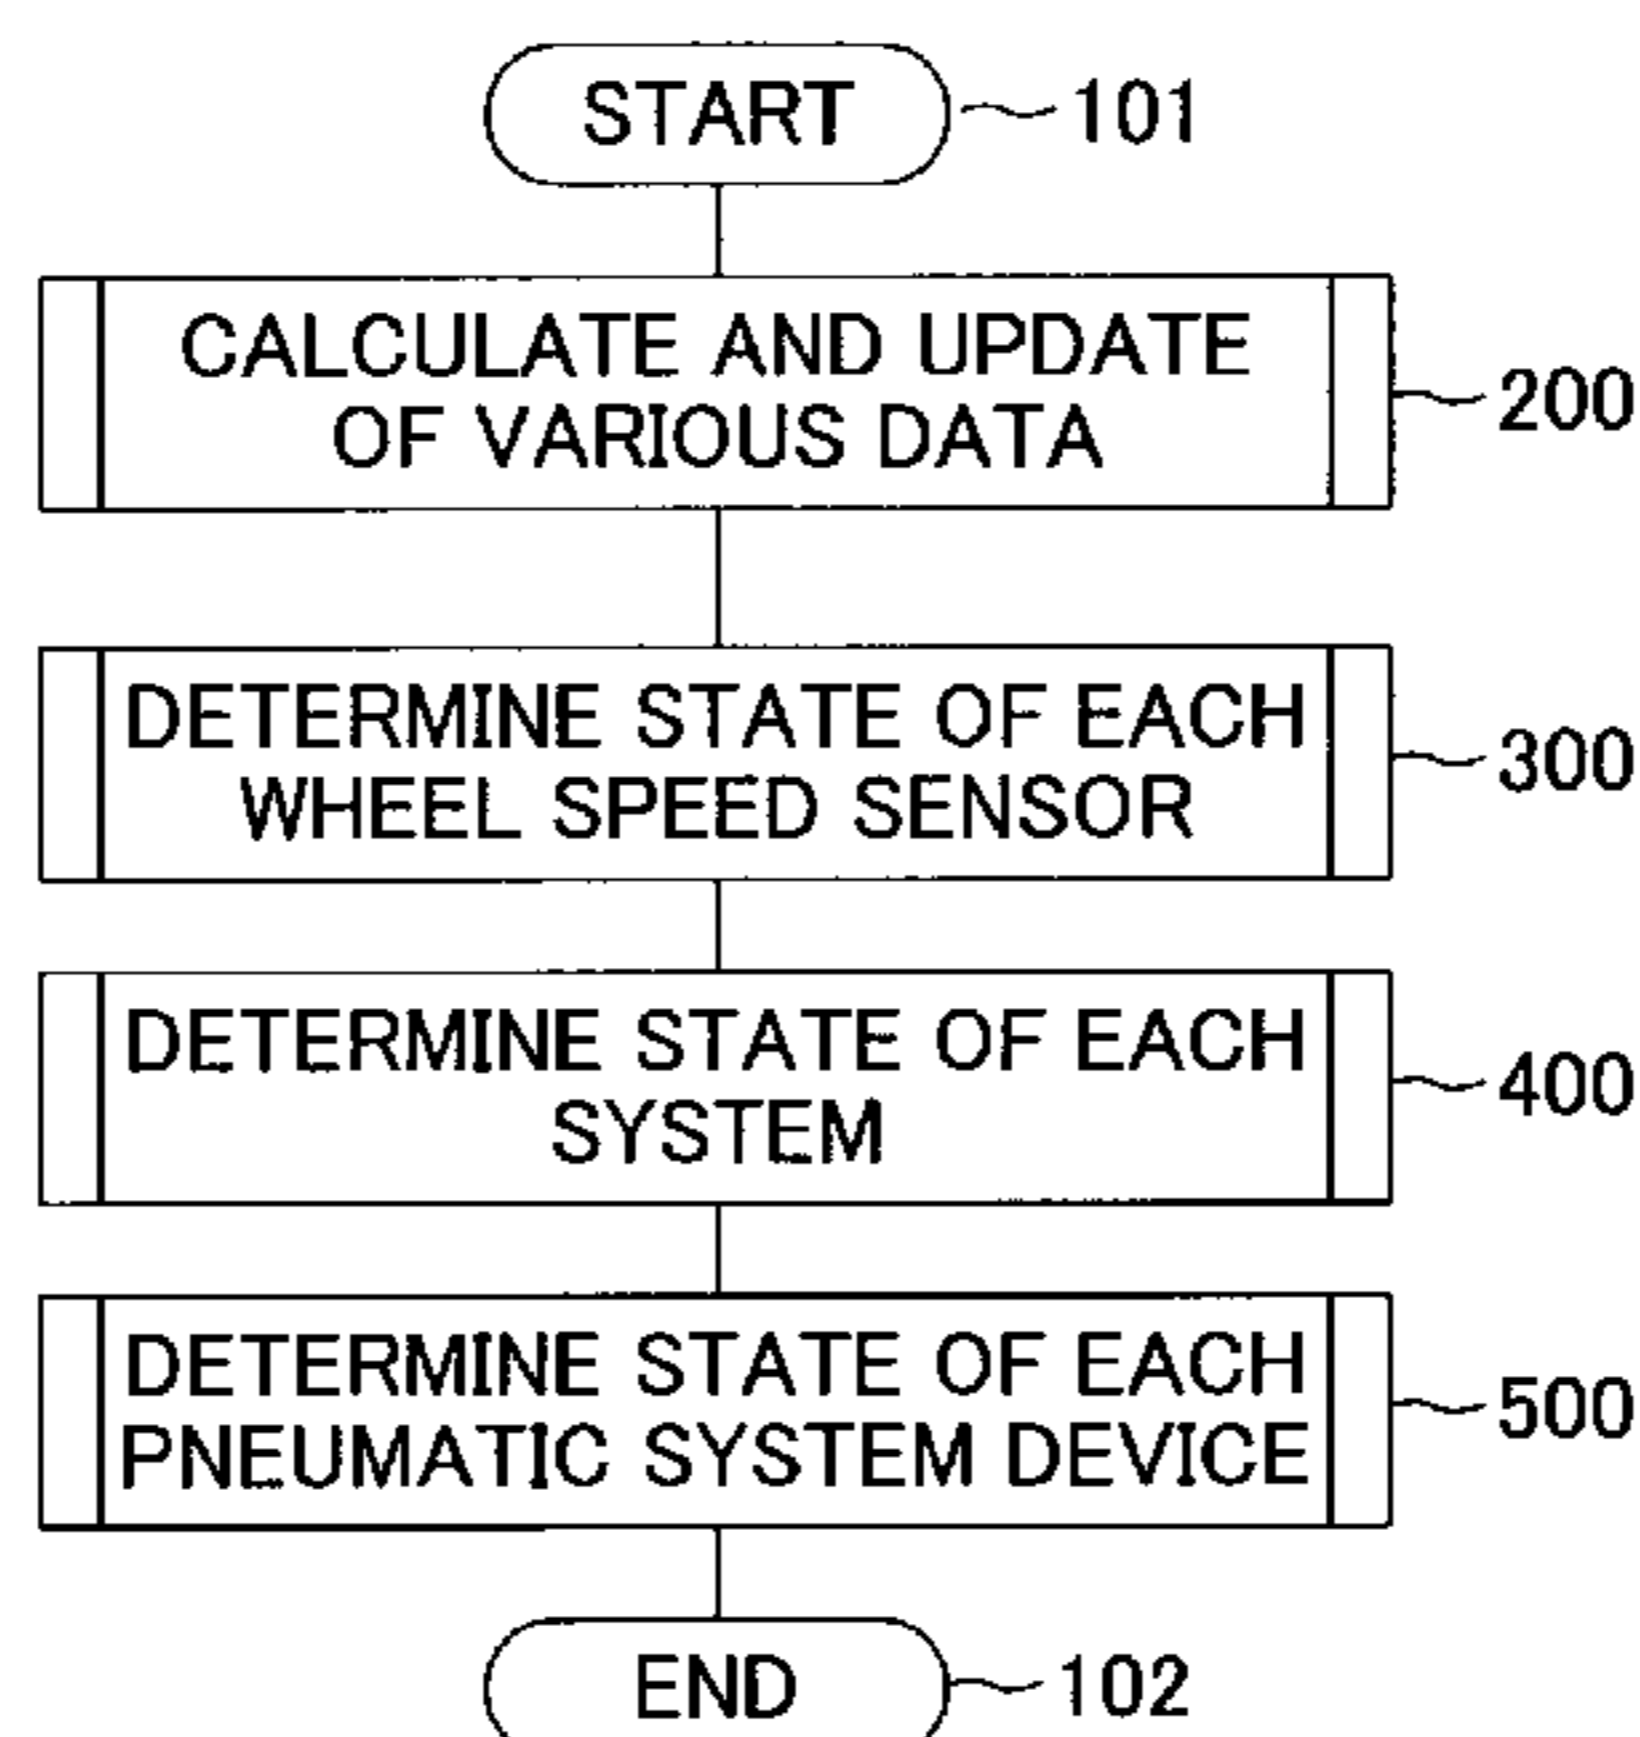 START
101
CALCULATE AND UPDATE
OF VARIOUS DATA
200
DETERMINE STATE OF EACH
WHEEL SPEED SENSOR
300
DETERMINE STATE OF EACH
SYSTEM
400
DETERMINE STATE OF EACH
PNEUMATIC SYSTEM DEVICE
500
END
102